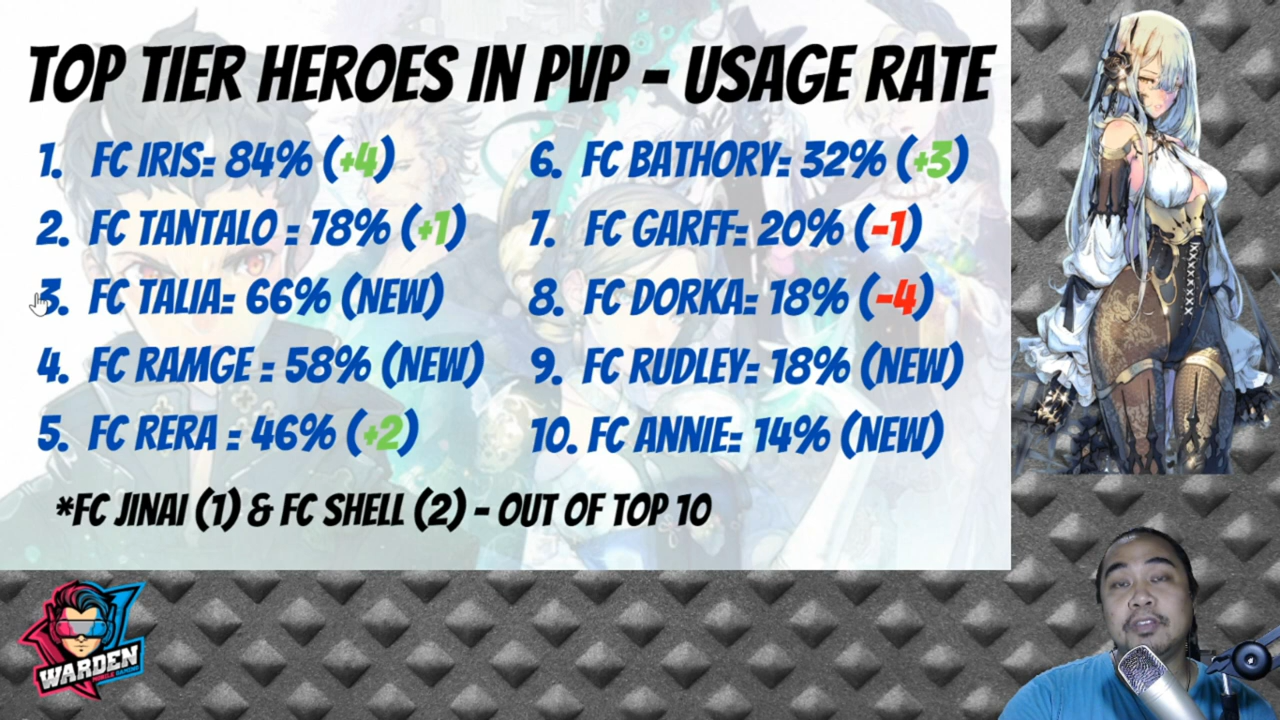 TOP TIER HEROES IN PVP - USAGE RATE
1. FC IRIS= 84% (+4)
2. FC TANTALO = 78% (+1)
3. FC TALIA= 66% (NEW)
4. FC RAMGE = 58% (NEW)
5. FC RERA = 46% (+2)
6. FC BATHORY= 32% (+3)
7. FC GARFF= 20% (-1)
8. FC DORKA= 18% (-4)
9. FC RUDLEY= 18% (NEW)
10. FC ANNIE= 14% (NEW)
*FC JINAI (1) & FC SHELL (2) - OUT OF TOP 10
WARDEN
MOBILE GAMING